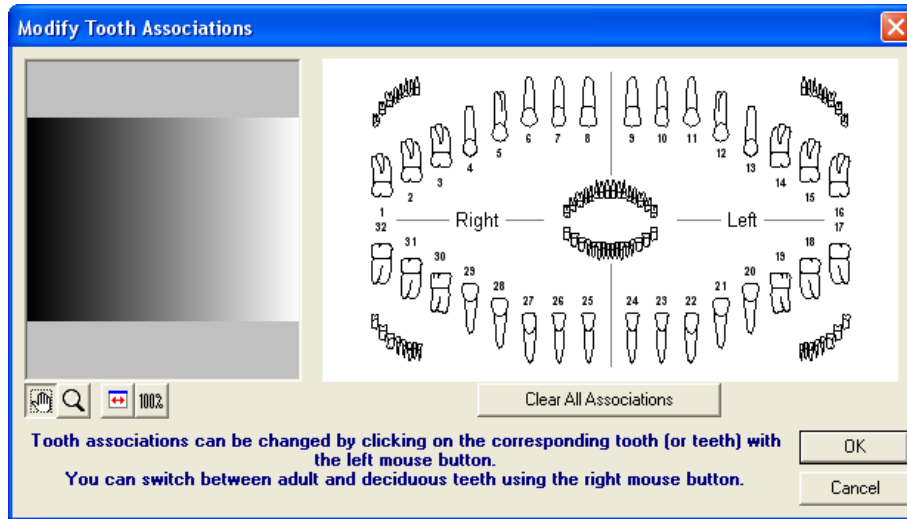 Modify Tooth Associations
6 7 8 9 10 11
5 12
4 13
3 14
2 15
1 16
Right Left
32 17
31 18
30 19
29 20
28 21
27 26 25 24 23 22
100%
Clear All Associations
Tooth associations can be changed by clicking on the corresponding tooth (or teeth) with
the left mouse button.
You can switch between adult and deciduous teeth using the right mouse button.
OK
Cancel